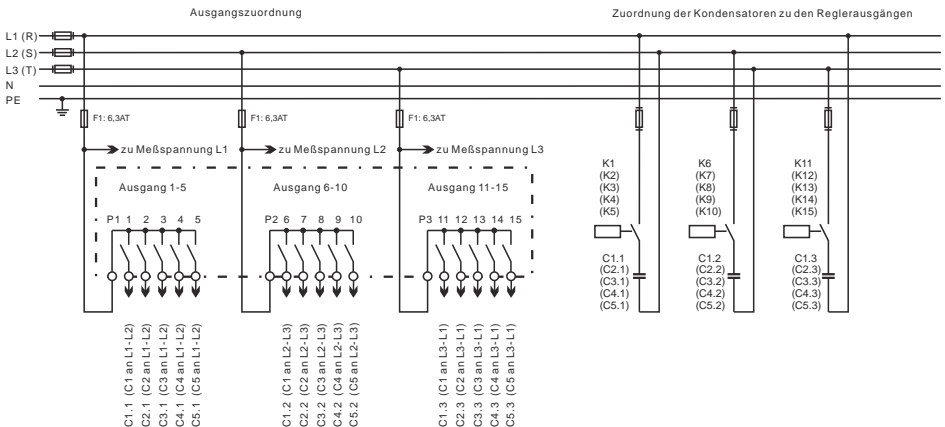 Ausgangszuordnung
Zuordnung der Kondensatoren zu den Reglerausgängen
L1 (R)
L2 (S)
L3 (T)
N
PE
F1: 6,3AT
F1: 6,3AT
F1: 6,3AT
zu Meßspannung L1
zu Meßspannung L2
zu Meßspannung L3
Ausgang 1-5
Ausgang 6-10
Ausgang 11-15
P1 1 2 3 4 5
P2 6 7 8 9 10
P3 11 12 13 14 15
C1.1 (C1 an L1-L2)
C2.1 (C2 an L1-L2)
C3.1 (C3 an L1-L2)
C4.1 (C4 an L1-L2)
C5.1 (C5 an L1-L2)
C1.2 (C1 an L2-L3)
C2.2 (C2 an L2-L3)
C3.2 (C3 an L2-L3)
C4.2 (C4 an L2-L3)
C5.2 (C5 an L2-L3)
C1.3 (C1 an L3-L1)
C2.3 (C2 an L3-L1)
C3.3 (C3 an L3-L1)
C4.3 (C4 an L3-L1)
C5.3 (C5 an L3-L1)
K1
(K2)
(K3)
(K4)
(K5)
C1.1
(C2.1)
(C3.1)
(C4.1)
(C5.1)
K6
(K7)
(K8)
(K9)
(K10)
C1.2
(C2.2)
(C3.2)
(C4.2)
(C5.2)
K11
(K12)
(K13)
(K14)
(K15)
C1.3
(C2.3)
(C3.3)
(C4.3)
(C5.3)